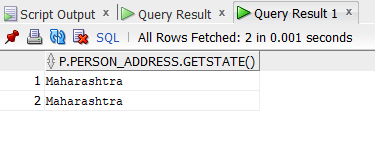 Script Output x Query Result x Query Result 1 x
SQL | All Rows Fetched: 2 in 0.001 seconds
P.PERSON_ADDRESS.GETSTATE()
1 Maharashtra
2 Maharashtra